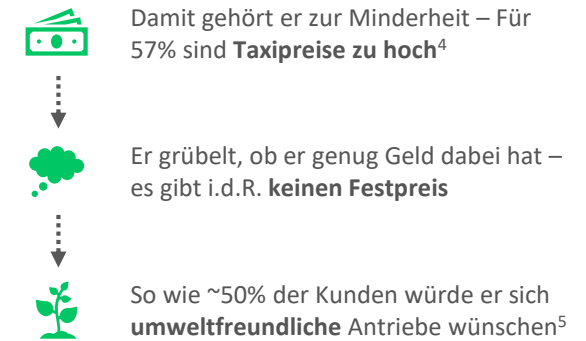 Damit gehört er zur Minderheit – Für
57% sind Taxipreise zu hoch⁴
Er grübelt, ob er genug Geld dabei hat –
es gibt i.d.R. keinen Festpreis
So wie ~50% der Kunden würde er sich
umweltfreundliche Antriebe wünschen⁵